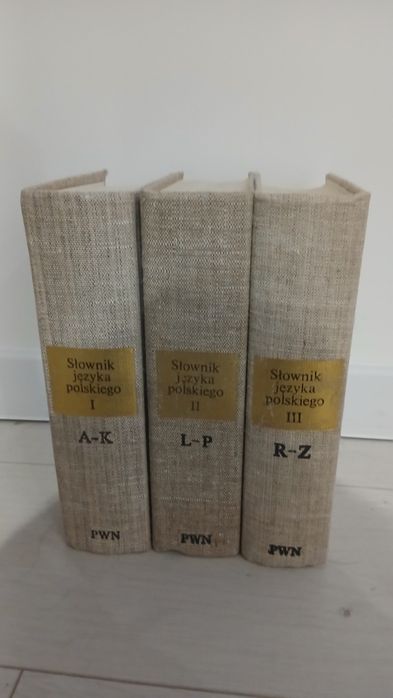 Słownik
języka
polskiego
I
A-K
PWN
Słownik
języka
polskiego
II
L-P
PWN
Słownik
języka
polskiego
III
R-Z
PWN